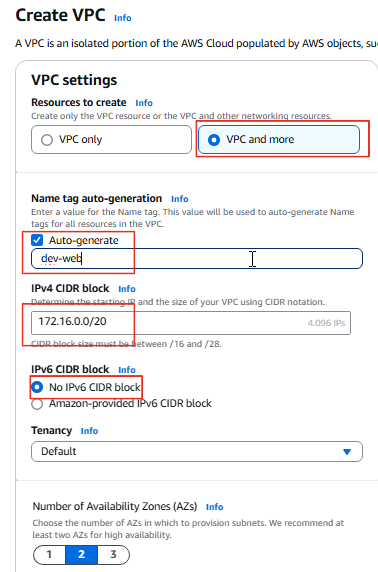 Create VPC Info
A VPC is an isolated portion of the AWS Cloud populated by AWS objects, su
VPC settings
Resources to create Info
Create only the VPC resource or the VPC and other networking resources.
VPC only
VPC and more
Name tag auto-generation Info
Enter a value for the Name tag. This value will be used to auto-generate Name
tags for all resources in the VPC.
Auto-generate
dev-web
IPv4 CIDR block Info
Determine the starting IP and the size of your VPC using CIDR notation.
172.16.0.0/20
4.096 IPs
CIDR block size must be between /16 and /28.
IPv6 CIDR block Info
No IPv6 CIDR block
Amazon-provided IPv6 CIDR block
Tenancy Info
Default
Number of Availability Zones (AZs) Info
Choose the number of AZs in which to provision subnets. We recommend at
least two AZs for high availability.
1 2 3